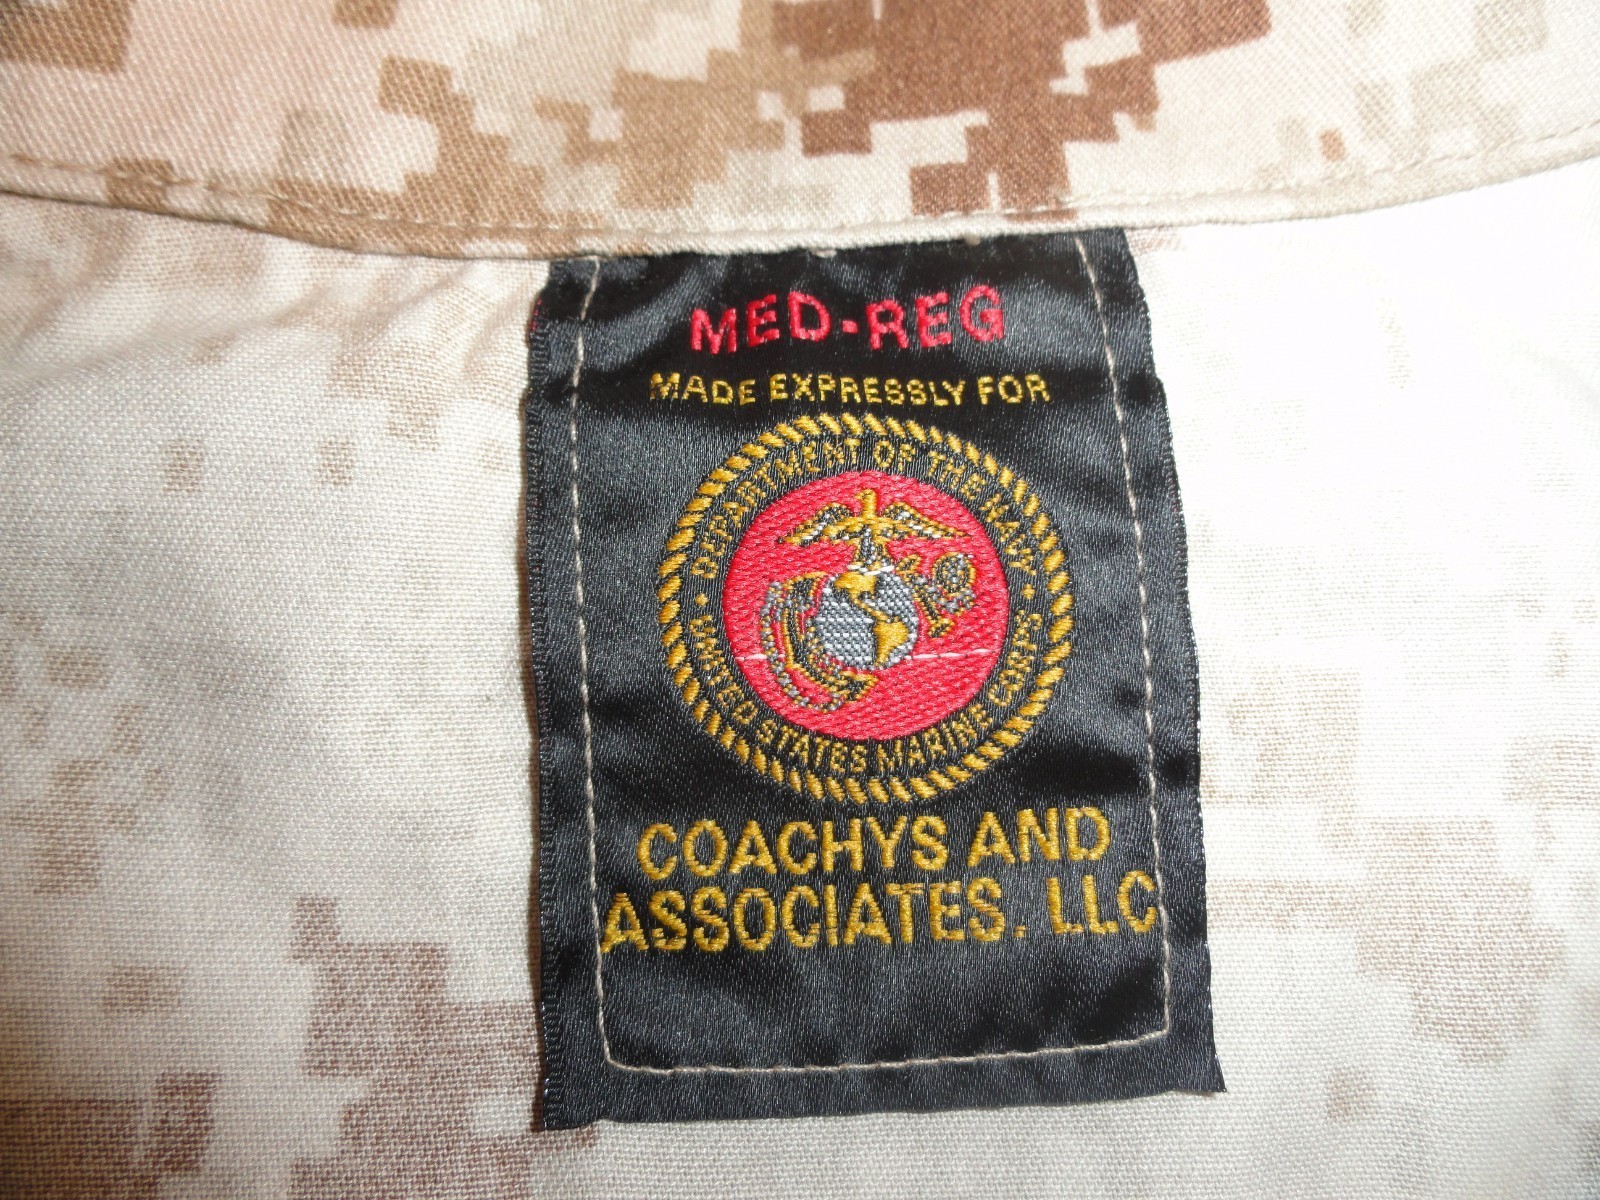 MED-REG
MADE EXPRESSLY FOR
DEPARTMENT OF THE NAVY
UNITED STATES MARINE CORPS
COACHYS AND
ASSOCIATES. LLC